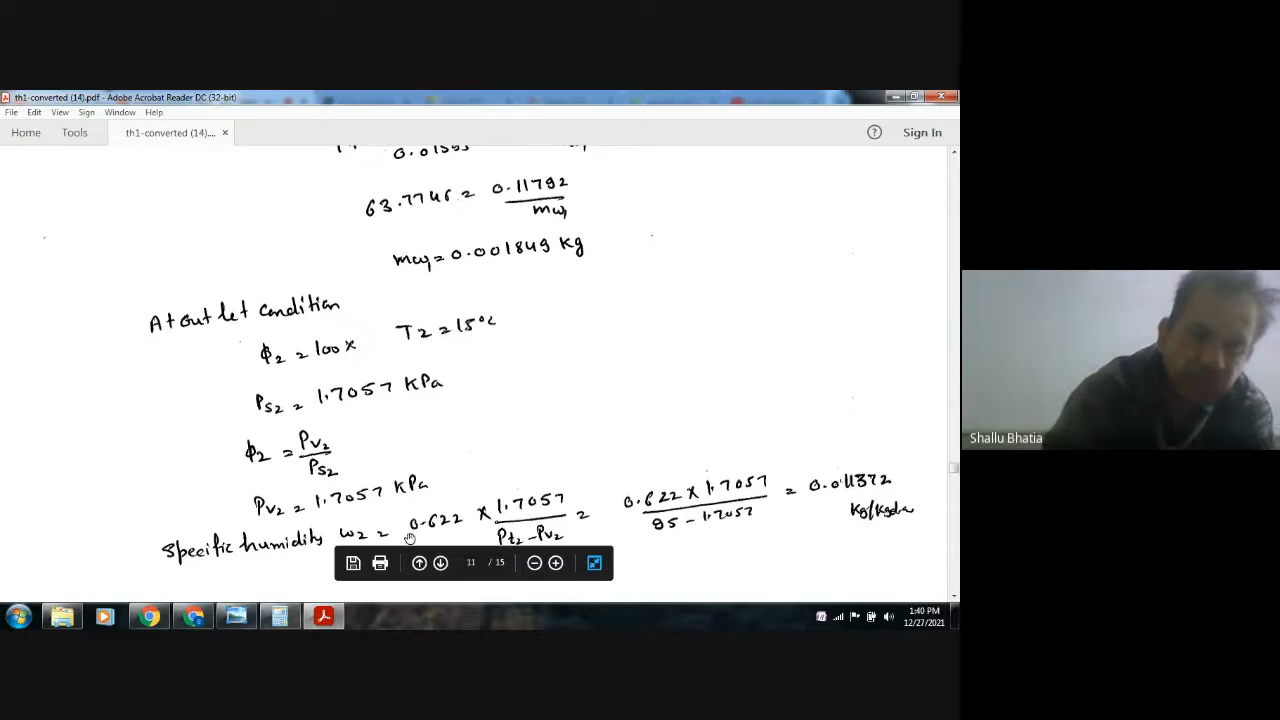 th1-converted (14).pdf - Adobe Acrobat Reader DC (32-bit)
File Edit View Sign Window Help
Home Tools th1-converted (14).... × ? Sign In
63.7746 = 0.11792 / mw1
mw1 = 0.001849 kg
At outlet condition
ϕ2 = 100% T2 = 15°C
Ps2 = 1.7057 KPa
ϕ2 = Pv2 / Ps2
Pv2 = 1.7057 KPa
Specific humidity ω2 = 0.622 × 1.7057 / Pt2 - Pv2 = 0.622 × 1.7057 / 95 - 1.7057 = 0.011372
kg/kgda
11 / 15
Shallu Bhatia
1:40 PM
12/27/2021